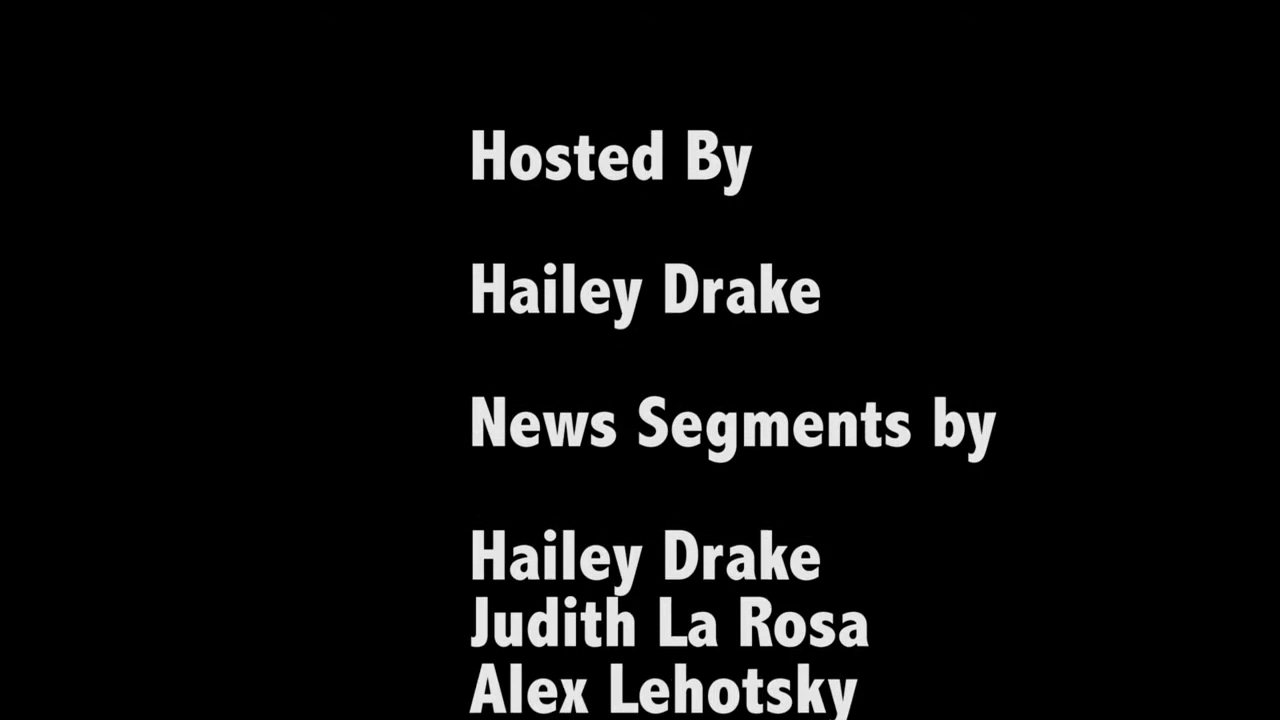 Hosted By
Hailey Drake
News Segments by
Hailey Drake
Judith La Rosa
Alex Lehotsky